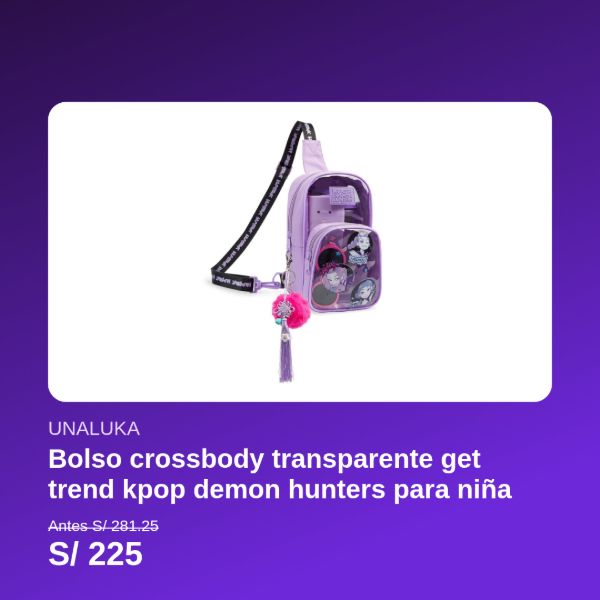 UNALUKA
Bolso crossbody transparente get
trend kpop demon hunters para niña
Antes S/ 281.25
S/ 225